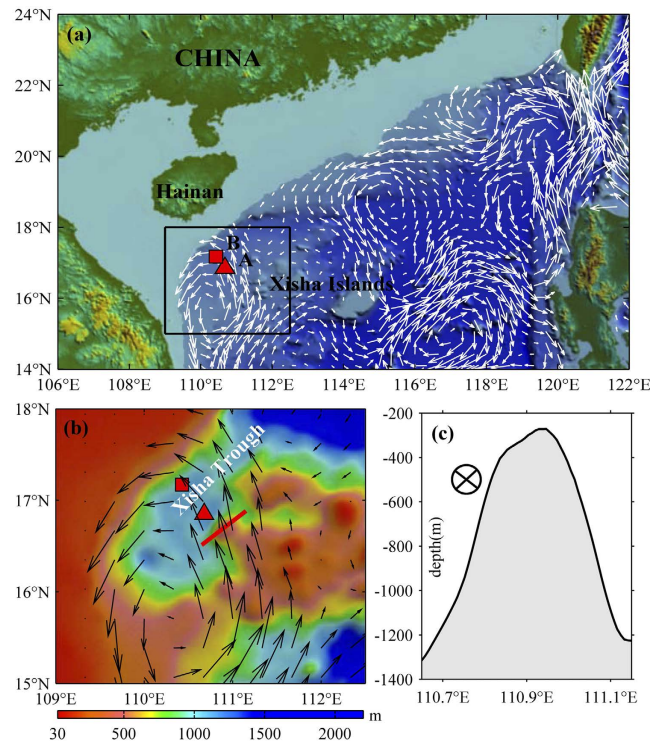 (a)
CHINA
Hainan
B
A
Xisha Islands
24°N
22°N
20°N
18°N
16°N
14°N
106°E 108°E 110°E 112°E 114°E 116°E 118°E 120°E 122°E
(b)
Xisha Trough
18°N
17°N
16°N
15°N
109°E 110°E 111°E 112°E
30 500 1000 1500 2000 m
(c)
depth(m)
-200
-400
-600
-800
-1000
-1200
-1400
110.7°E 110.9°E 111.1°E